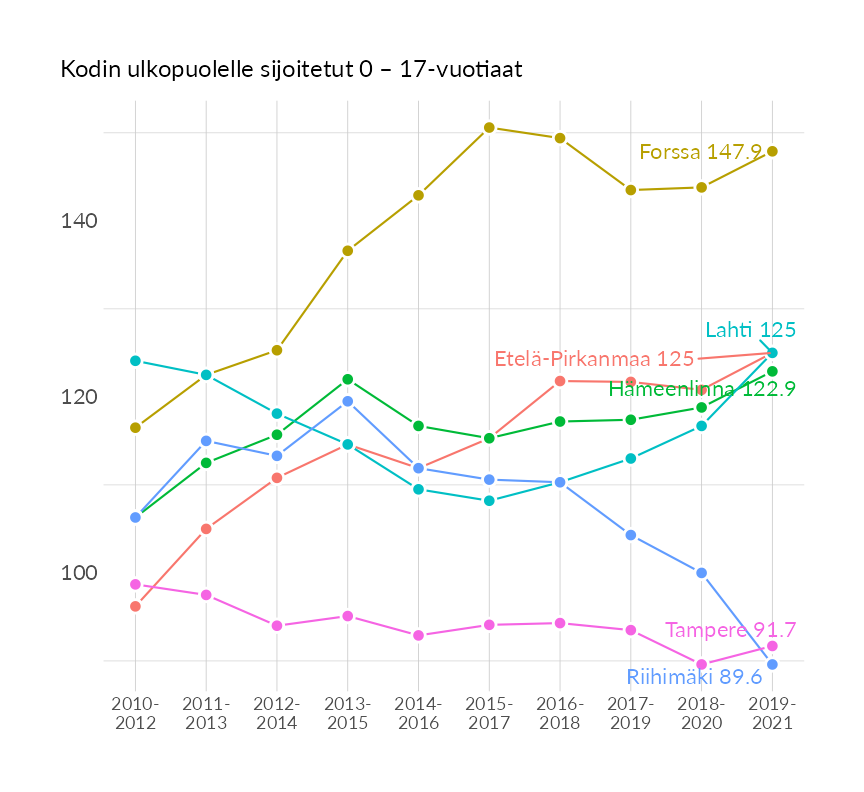 Kodin ulkopuolelle sijoitetut 0 – 17-vuotiaat
Forssa 147.9
140
Lahti 125
Etelä-Pirkanmaa 125
Hämeenlinna 122.9
120
100
Tampere 91.7
Riihimäki 89.6
2010- 2011- 2012- 2013- 2014- 2015- 2016- 2017- 2018- 2019-
2012 2013 2014 2015 2016 2017 2018 2019 2020 2021